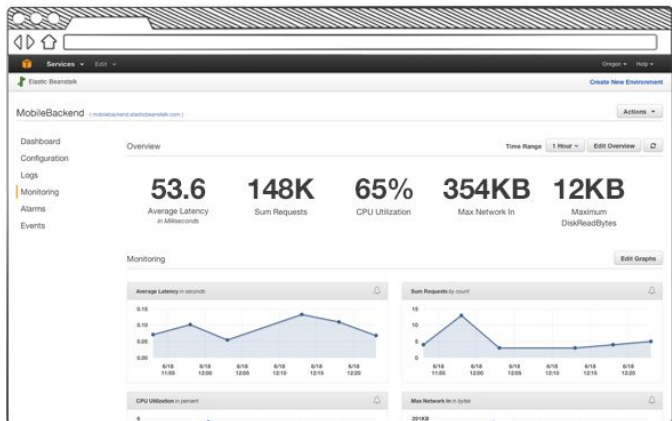 Services Edit Oregon Help
Elastic Beanstalk Create New Environment
MobileBackend ( mobilebackend.elasticbeanstalk.com ) Actions
Dashboard
Configuration
Logs
Monitoring
Alarms
Events
Overview Time Range 1 Hour Edit Overview
53.6 148K 65% 354KB 12KB
Average Latency Sum Requests CPU Utilization Max Network In Maximum
in Milliseconds DiskReadBytes
Monitoring Edit Graphs
Average Latency in seconds
0.15
0.10
0.05
0.00
6/18 6/18 6/18 6/18 6/18 6/18
11:55 12:00 12:05 12:10 12:15 12:20
Sum Requests by count
15
10
5
0
6/18 6/18 6/18 6/18 6/18 6/18
11:55 12:00 12:05 12:10 12:15 12:20
CPU Utilization in percent
6
Max Network In in bytes
391KB